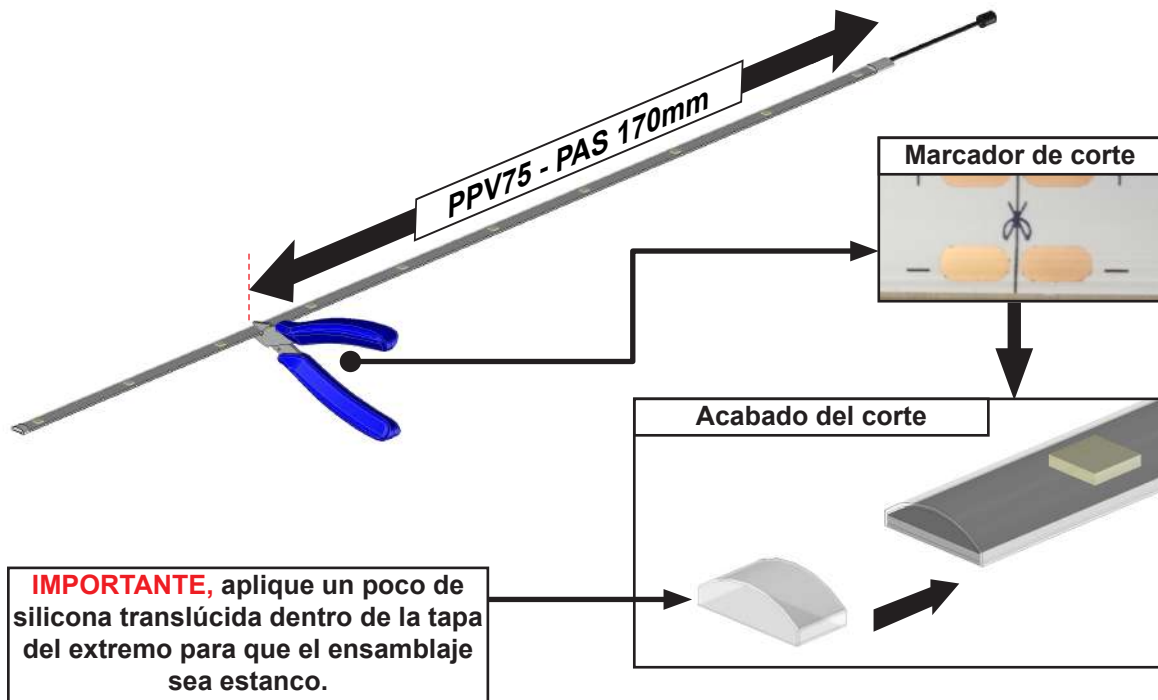 PPV75 - PAS 170mm
Marcador de corte
Acabado del corte
IMPORTANTE, aplique un poco de
silicona translúcida dentro de la tapa
del extremo para que el ensamblaje
sea estanco.